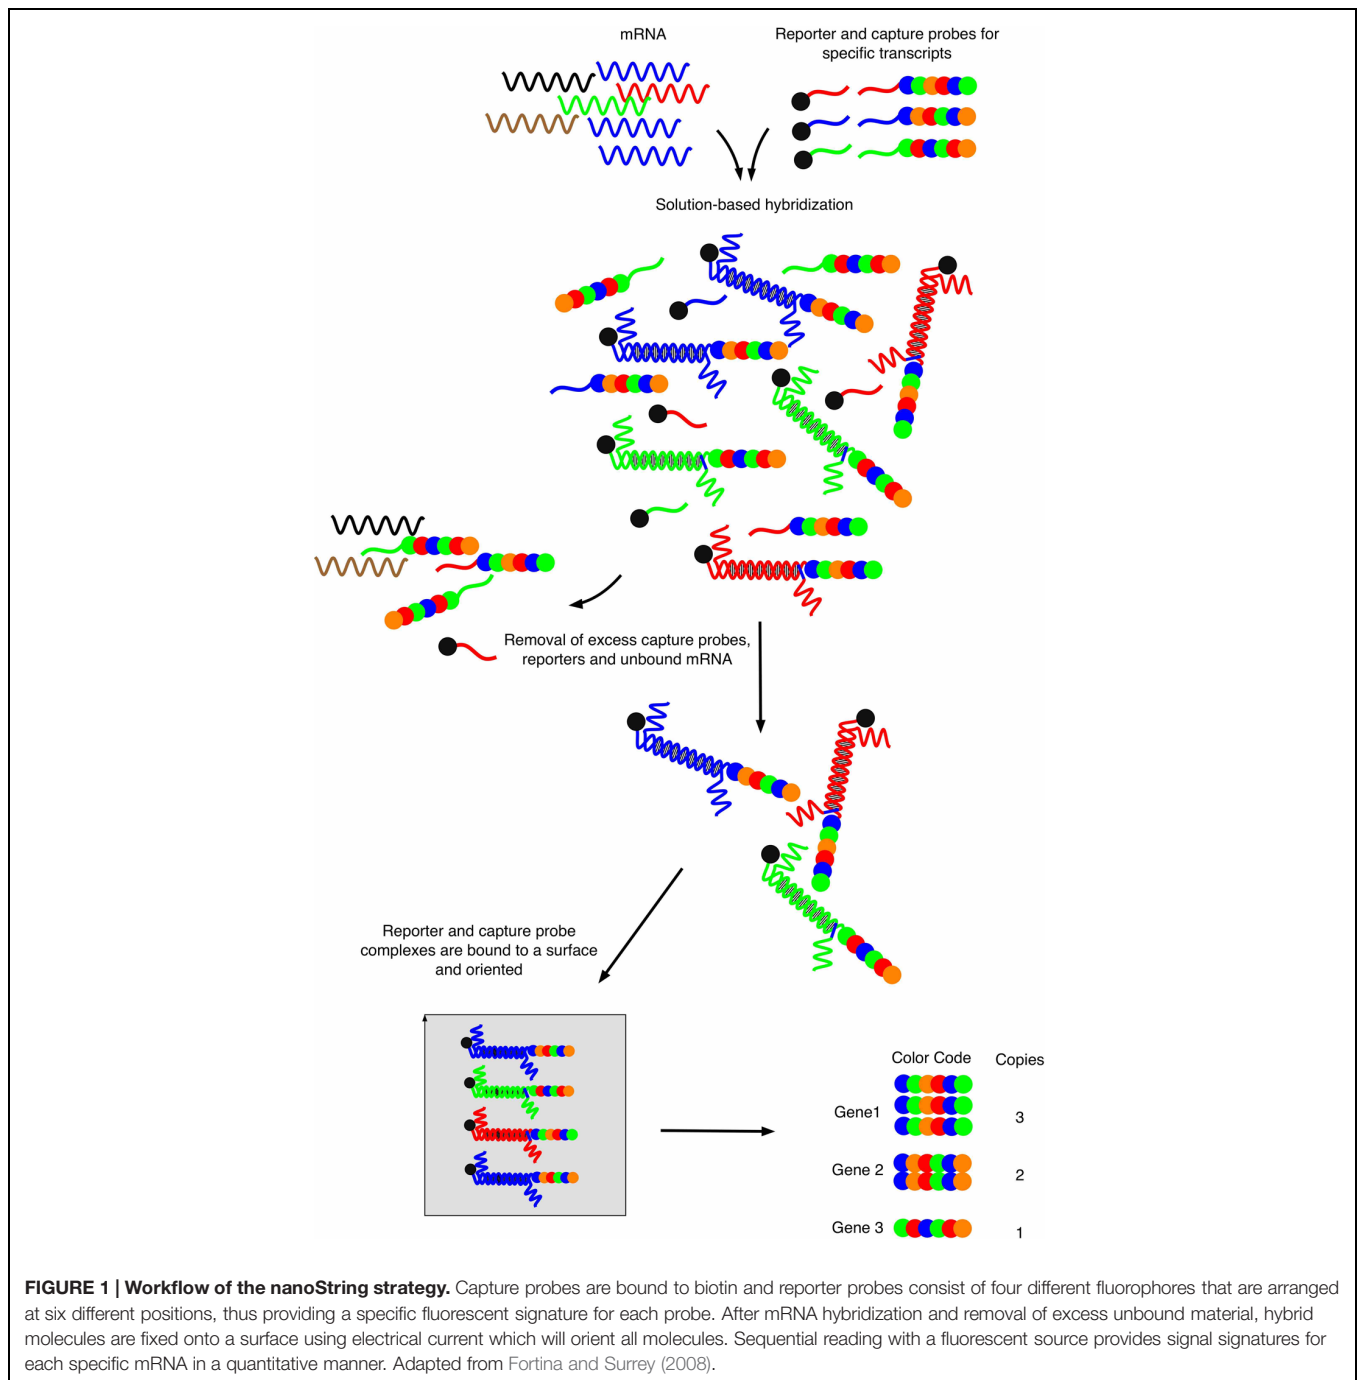 mRNA
Reporter and capture probes for
specific transcripts
Solution-based hybridization
Removal of excess capture probes,
reporters and unbound mRNA
Reporter and capture probe
complexes are bound to a surface
and oriented
Color Code
Copies
Gene1
3
Gene 2
2
Gene 3
1
FIGURE 1 | Workflow of the nanoString strategy. Capture probes are bound to biotin and reporter probes consist of four different fluorophores that are arranged
at six different positions, thus providing a specific fluorescent signature for each probe. After mRNA hybridization and removal of excess unbound material, hybrid
molecules are fixed onto a surface using electrical current which will orient all molecules. Sequential reading with a fluorescent source provides signal signatures for
each specific mRNA in a quantitative manner. Adapted from Fortina and Surrey (2008).